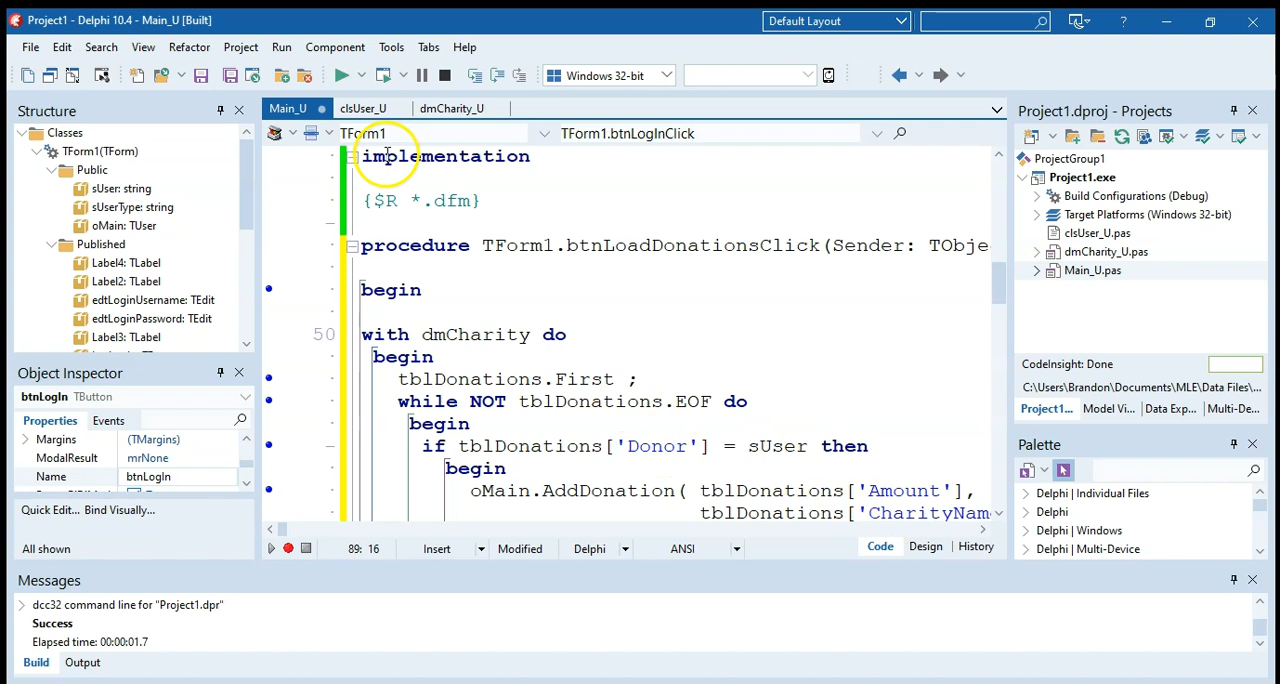 Project1 - Delphi 10.4 - Main_U [Built]
Default Layout
?
File Edit Search View Refactor Project Run Component Tools Tabs Help
Windows 32-bit
Structure
Main_U
clsUser_U
dmCharity_U
Project1.dproj - Projects
Classes
TForm1(TForm)
Public
sUser: string
sUserType: string
oMain: TUser
Published
Label4: TLabel
Label2: TLabel
edtLoginUsername: TEdit
edtLoginPassword: TEdit
Label3: TLabel
Object Inspector
btnLogIn TButton
Properties Events
Margins (TMargins)
ModalResult mrNone
Name btnLogIn
Quick Edit... Bind Visually...
All shown
TForm1
TForm1.btnLogInClick
implementation
{$R *.dfm}
procedure TForm1.btnLoadDonationsClick(Sender: TObje
begin
50 with dmCharity do
begin
tblDonations.First ;
while NOT tblDonations.EOF do
begin
if tblDonations['Donor'] = sUser then
begin
oMain.AddDonation( tblDonations['Amount'],
tblDonations['CharityName
89: 16 Insert Modified Delphi ANSI Code Design History
ProjectGroup1
Project1.exe
Build Configurations (Debug)
Target Platforms (Windows 32-bit)
clsUser_U.pas
dmCharity_U.pas
Main_U.pas
CodeInsight: Done
C:\Users\Brandon\Documents\MLE\Data Files\...
Project1... Model Vi... Data Exp... Multi-De...
Palette
Delphi | Individual Files
Delphi
Delphi | Windows
Delphi | Multi-Device
Messages
dcc32 command line for "Project1.dpr"
Success
Elapsed time: 00:00:01.7
Build Output